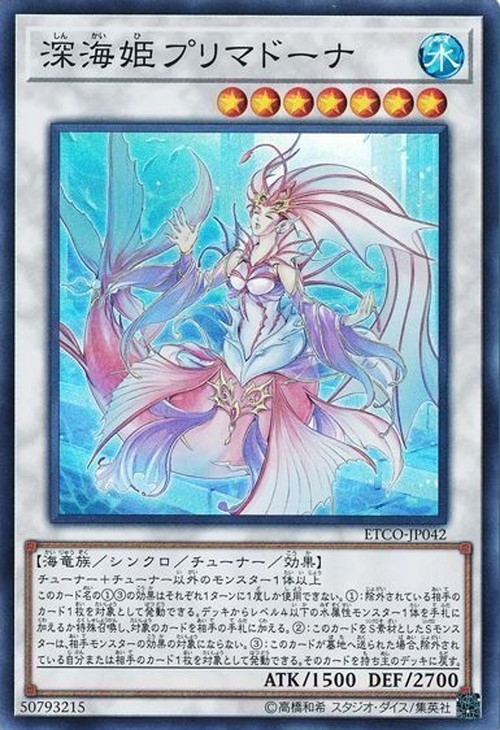 深海姫プリマドーナ
水
ETCO-JP042
【海竜族／シンクロ／チューナー／効果】
チューナー＋チューナー以外のモンスター1体以上
このカード名の①③の効果はそれぞれ1ターンに1度しか使用できない。①：除外されている相手の
カード1枚を対象として発動できる。デッキからレベル4以下の水属性モンスター1体を手札に
加えるか特殊召喚し、対象のカードを相手の手札に加える。②：このカードをS素材としたSモンス
ターは、相手モンスターの効果の対象にならない。③：このカードが墓地へ送られた場合、除外され
ている自分または相手のカード1枚を対象として発動できる。そのカードを持ち主のデッキに戻す。
ATK/1500 DEF/2700
50793215
©高橋和希 スタジオ・ダイス/集英社